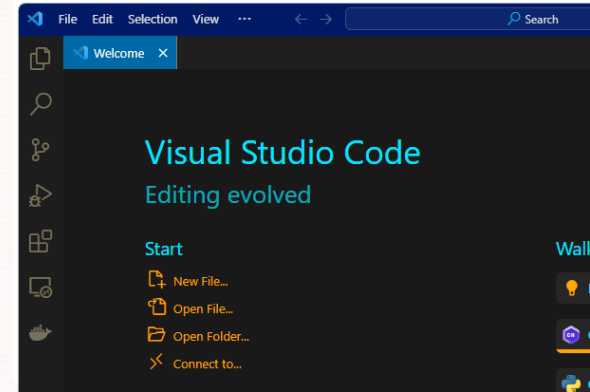 File Edit Selection View ··· Search
Welcome
Visual Studio Code
Editing evolved
Start
New File...
Open File...
Open Folder...
Connect to...